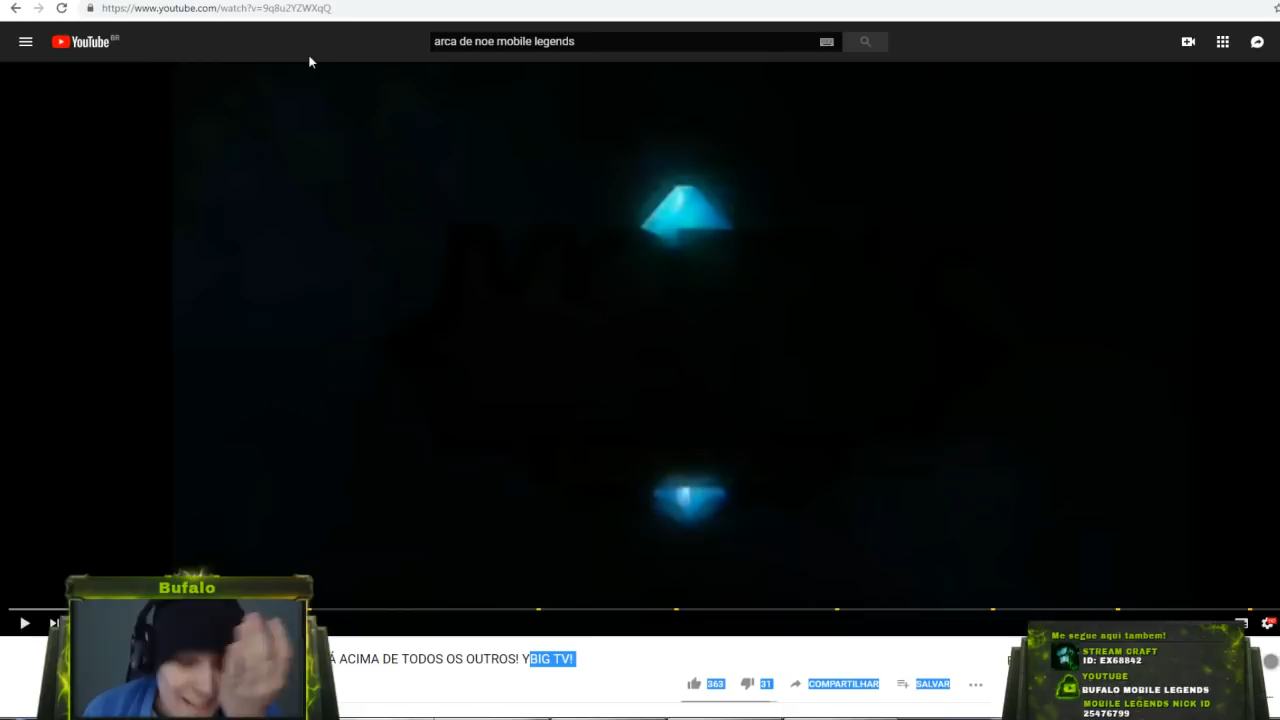 https://www.youtube.com/watch?v=9q8u2YZWXqQ
YouTube BR
arca de noe mobile legends
Bufalo
Á ACIMA DE TODOS OS OUTROS! YBIG TV!
363
31
COMPARTILHAR
SALVAR
Me segue aqui tambem!
STREAM CRAFT
ID: EX68842
YOUTUBE
BUFALO MOBILE LEGENDS
MOBILE LEGENDS NICK ID
25476799